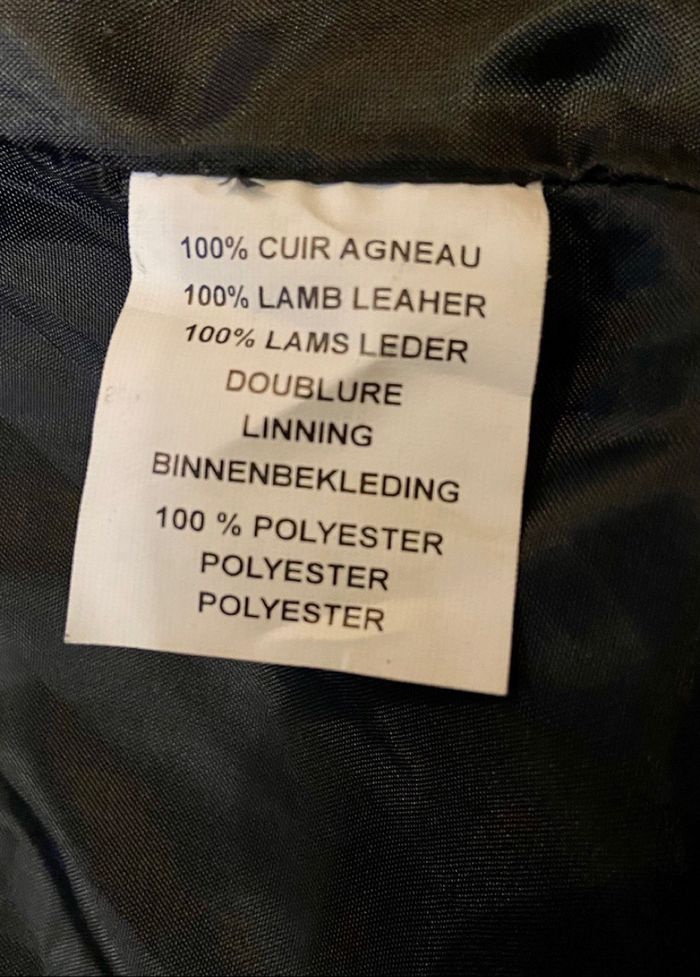 100% CUIR AGNEAU
100% LAMB LEAHER
100% LAMS LEDER
DOUBLURE
LINNING
BINNENBEKLEDING
100 % POLYESTER
POLYESTER
POLYESTER